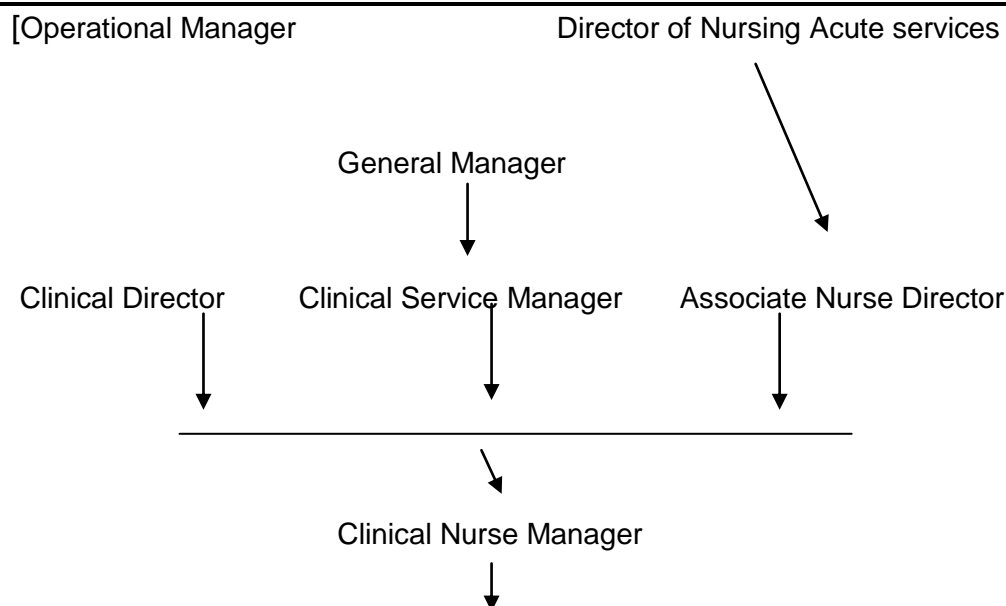 [Operational Manager Director of Nursing Acute services
General Manager
Clinical Director Clinical Service Manager Associate Nurse Director
Clinical Nurse Manager